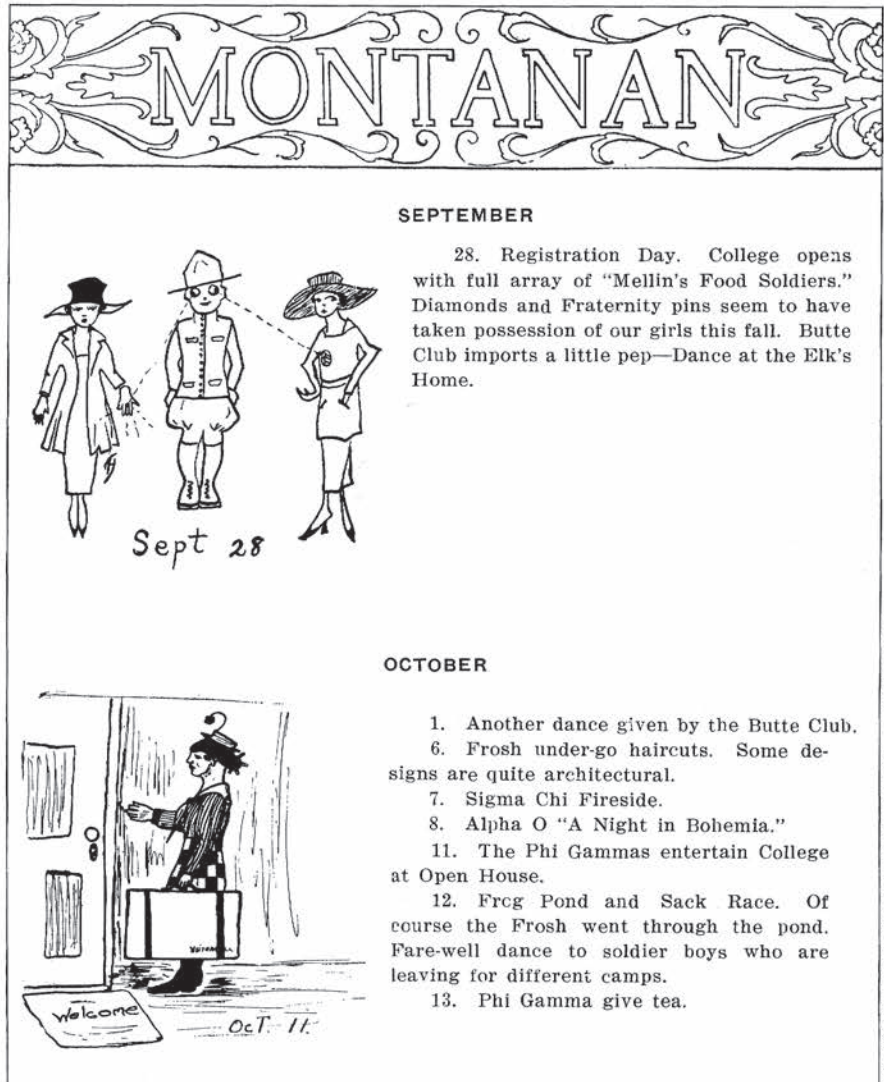 MONTANAN
SEPTEMBER
28. Registration Day. College opens
with full array of “Mellin’s Food Soldiers.”
Diamonds and Fraternity pins seem to have
taken possession of our girls this fall. Butte
Club imports a little pep—Dance at the Elk’s
Home.
Sept 28
OCTOBER
1. Another dance given by the Butte Club.
6. Frosh under-go haircuts. Some de-
signs are quite architectural.
7. Sigma Chi Fireside.
8. Alpha O “A Night in Bohemia.”
11. The Phi Gammas entertain College
at Open House.
12. Frcg Pond and Sack Race. Of
course the Frosh went through the pond.
Fare-well dance to soldier boys who are
leaving for different camps.
13. Phi Gamma give tea.
Welcome
OcT. 11.